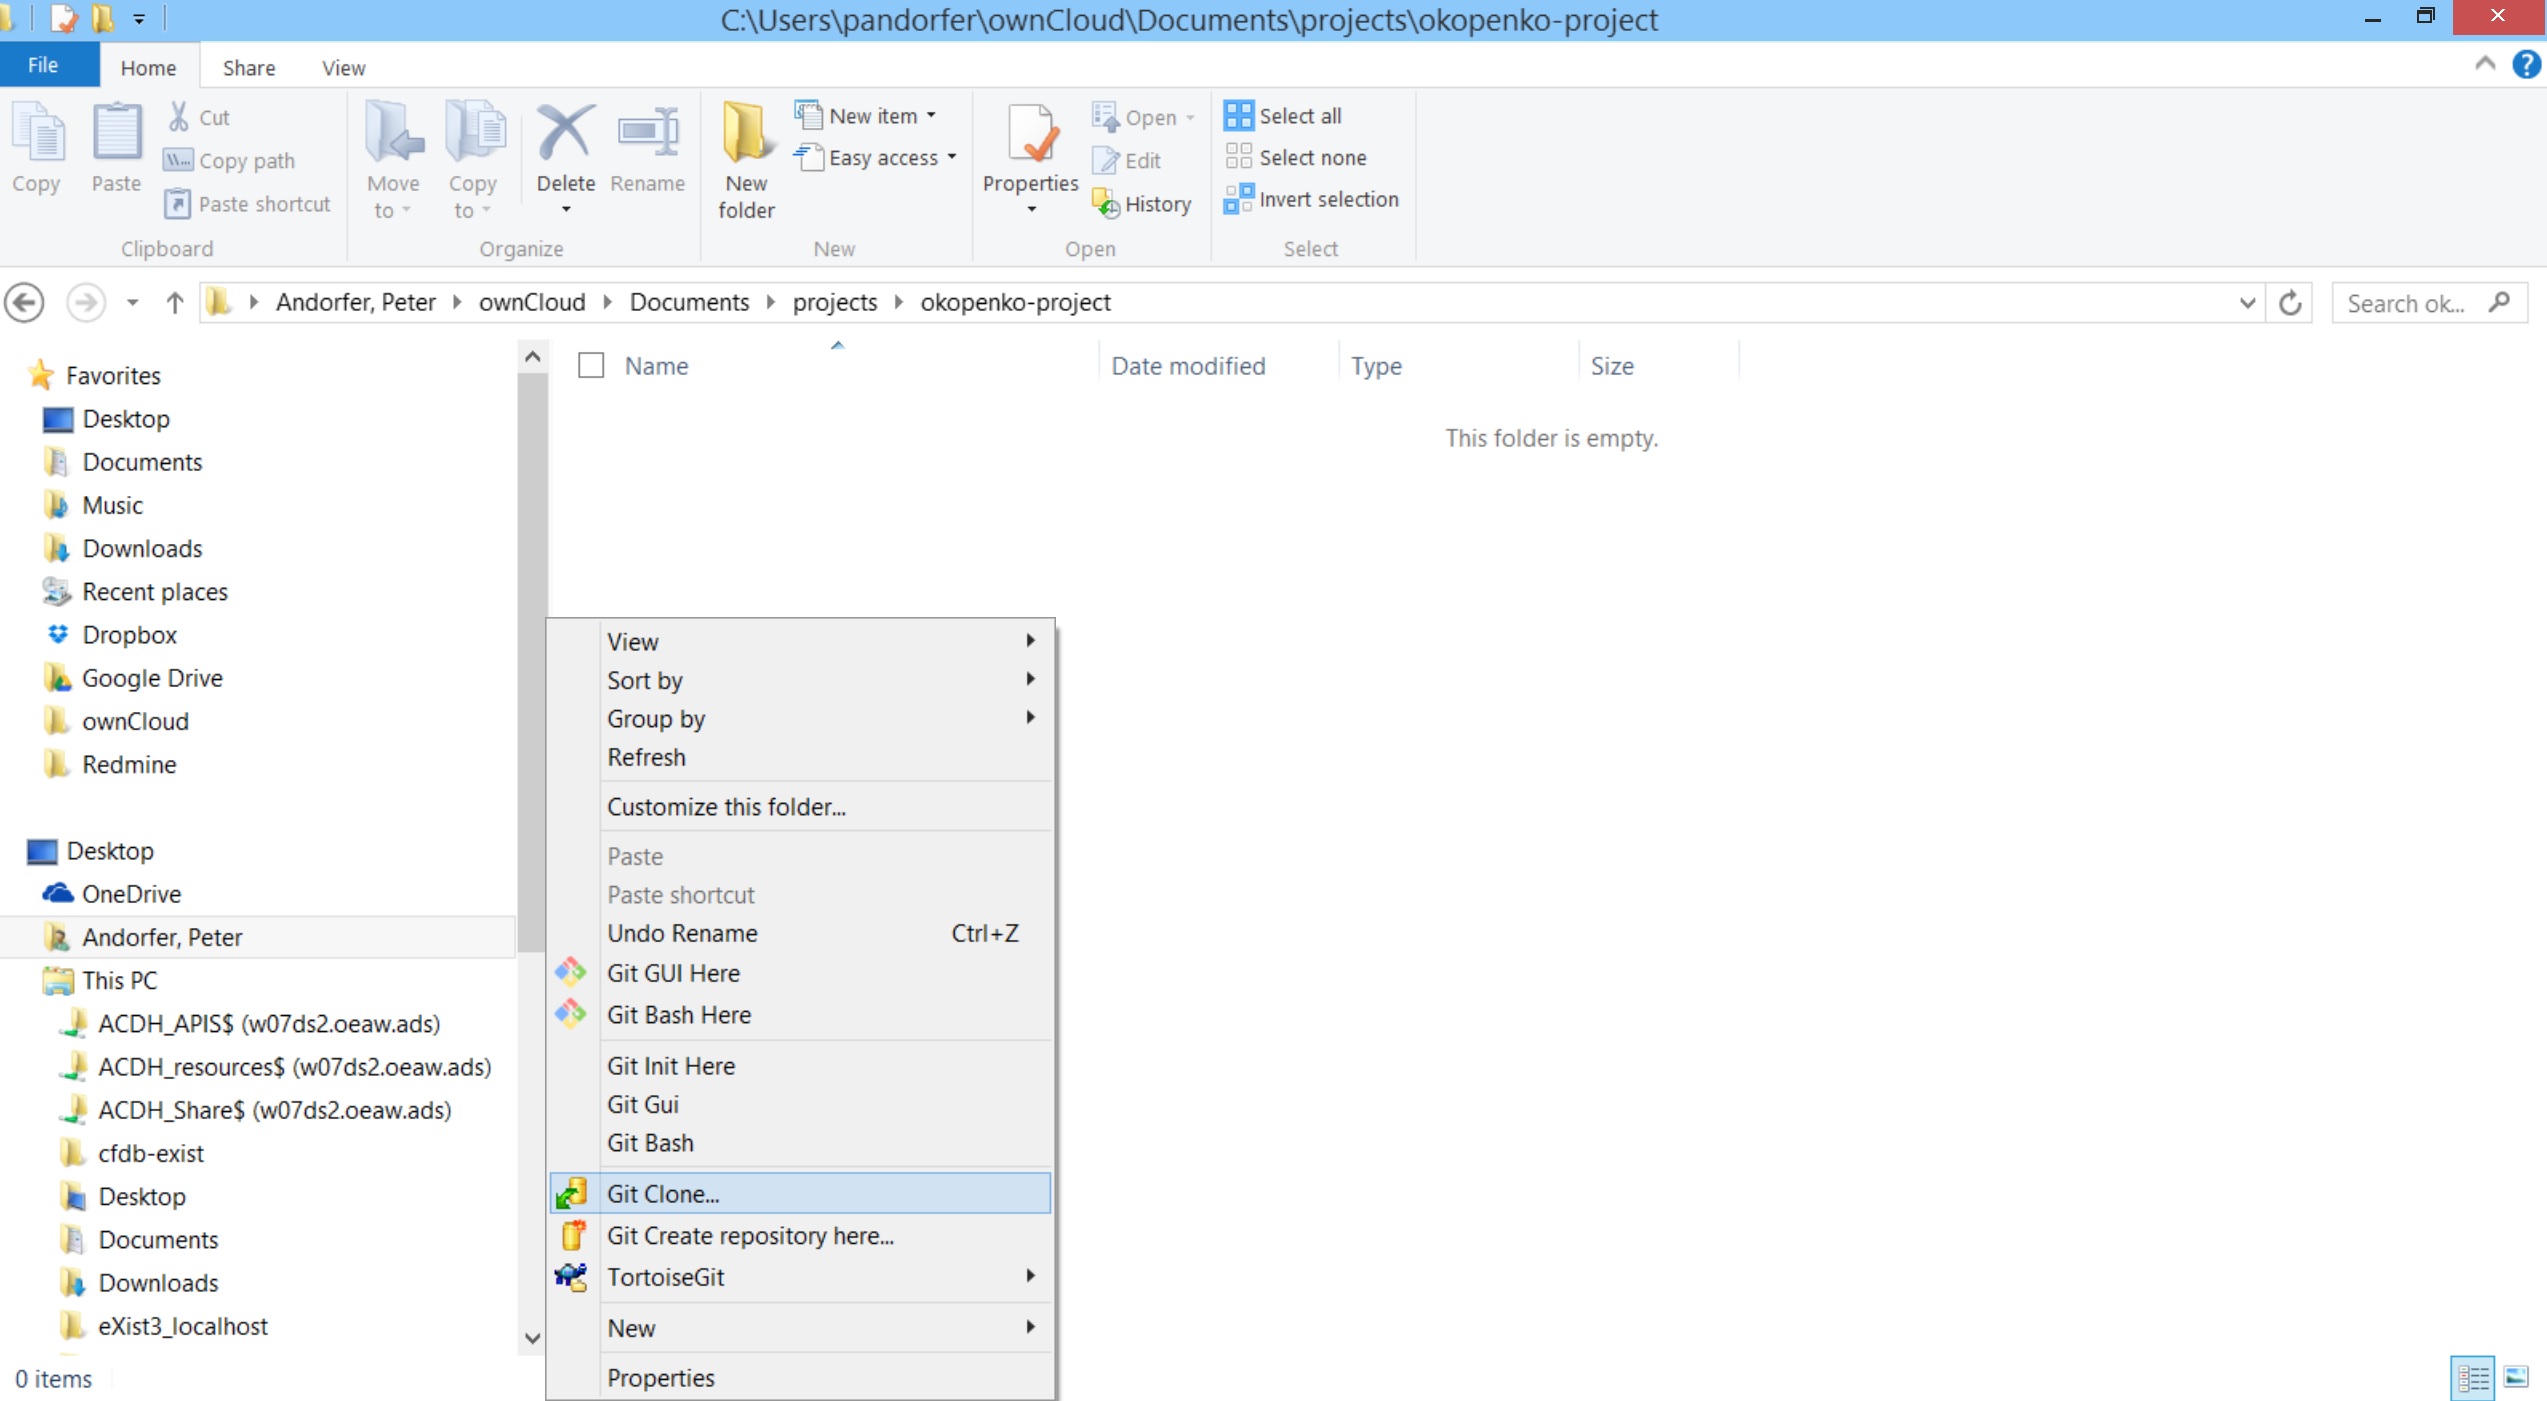 C:\Users\pandorfer\ownCloud\Documents\projects\okopenko-project
File Home Share View
Copy
Paste
Cut
Copy path
Paste shortcut
Clipboard
Move to
Copy to
Delete
Rename
Organize
New folder
New item
Easy access
New
Properties
Open
Edit
History
Open
Select all
Select none
Invert selection
Select
Andorfer, Peter ownCloud Documents projects okopenko-project
Search ok...
Favorites
Desktop
Documents
Music
Downloads
Recent places
Dropbox
Google Drive
ownCloud
Redmine
Desktop
OneDrive
Andorfer, Peter
This PC
ACDH_APIS$ (w07ds2.oeaw.ads)
ACDH_resources$ (w07ds2.oeaw.ads)
ACDH_Share$ (w07ds2.oeaw.ads)
cfdb-exist
Desktop
Documents
Downloads
eXist3_localhost
Name Date modified Type Size
This folder is empty.
View
Sort by
Group by
Refresh
Customize this folder...
Paste
Paste shortcut
Undo Rename Ctrl+Z
Git GUI Here
Git Bash Here
Git Init Here
Git Gui
Git Bash
Git Clone...
Git Create repository here...
TortoiseGit
New
Properties
0 items